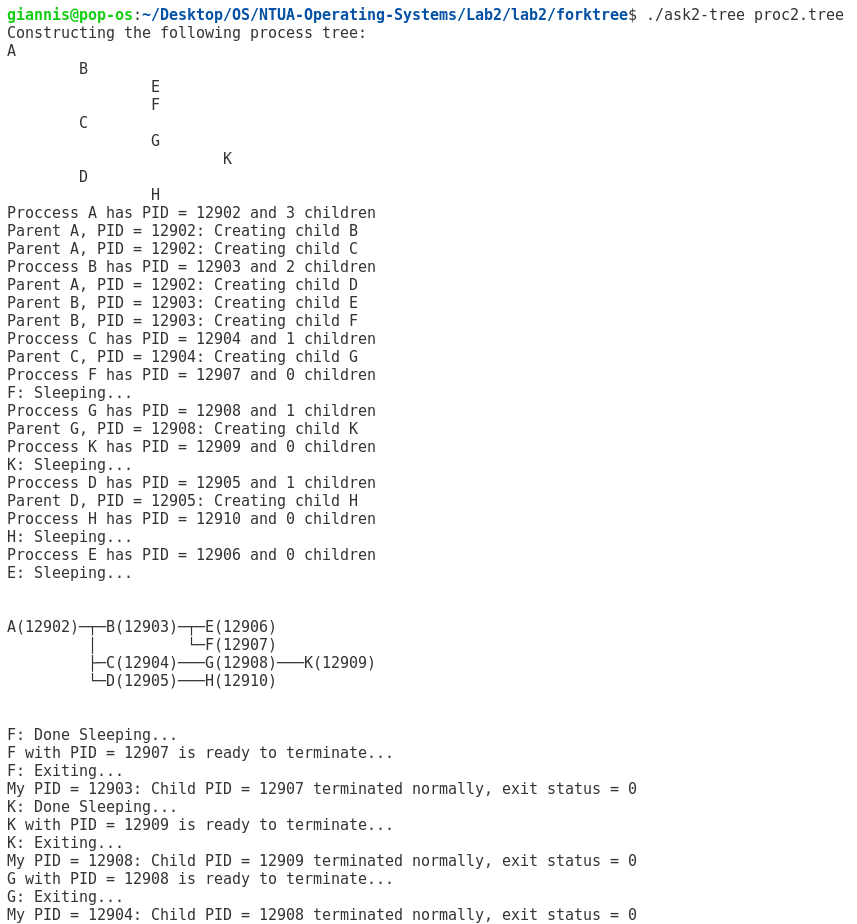 giannis@pop-os:~/Desktop/OS/NTUA-Operating-Systems/Lab2/lab2/forktree$ ./ask2-tree proc2.tree
Constructing the following process tree:
A
        B
                E
                F
        C
                G
                        K
        D
                H
Proccess A has PID = 12902 and 3 children
Parent A, PID = 12902: Creating child B
Parent A, PID = 12902: Creating child C
Proccess B has PID = 12903 and 2 children
Parent A, PID = 12902: Creating child D
Parent B, PID = 12903: Creating child E
Parent B, PID = 12903: Creating child F
Proccess C has PID = 12904 and 1 children
Parent C, PID = 12904: Creating child G
Proccess F has PID = 12907 and 0 children
F: Sleeping...
Proccess G has PID = 12908 and 1 children
Parent G, PID = 12908: Creating child K
Proccess K has PID = 12909 and 0 children
K: Sleeping...
Proccess D has PID = 12905 and 1 children
Parent D, PID = 12905: Creating child H
Proccess H has PID = 12910 and 0 children
H: Sleeping...
Proccess E has PID = 12906 and 0 children
E: Sleeping...


A(12902)─┬─B(12903)─┬─E(12906)
         │          └─F(12907)
         ├─C(12904)───G(12908)───K(12909)
         └─D(12905)───H(12910)


F: Done Sleeping...
F with PID = 12907 is ready to terminate...
F: Exiting...
My PID = 12903: Child PID = 12907 terminated normally, exit status = 0
K: Done Sleeping...
K with PID = 12909 is ready to terminate...
K: Exiting...
My PID = 12908: Child PID = 12909 terminated normally, exit status = 0
G with PID = 12908 is ready to terminate...
G: Exiting...
My PID = 12904: Child PID = 12908 terminated normally, exit status = 0